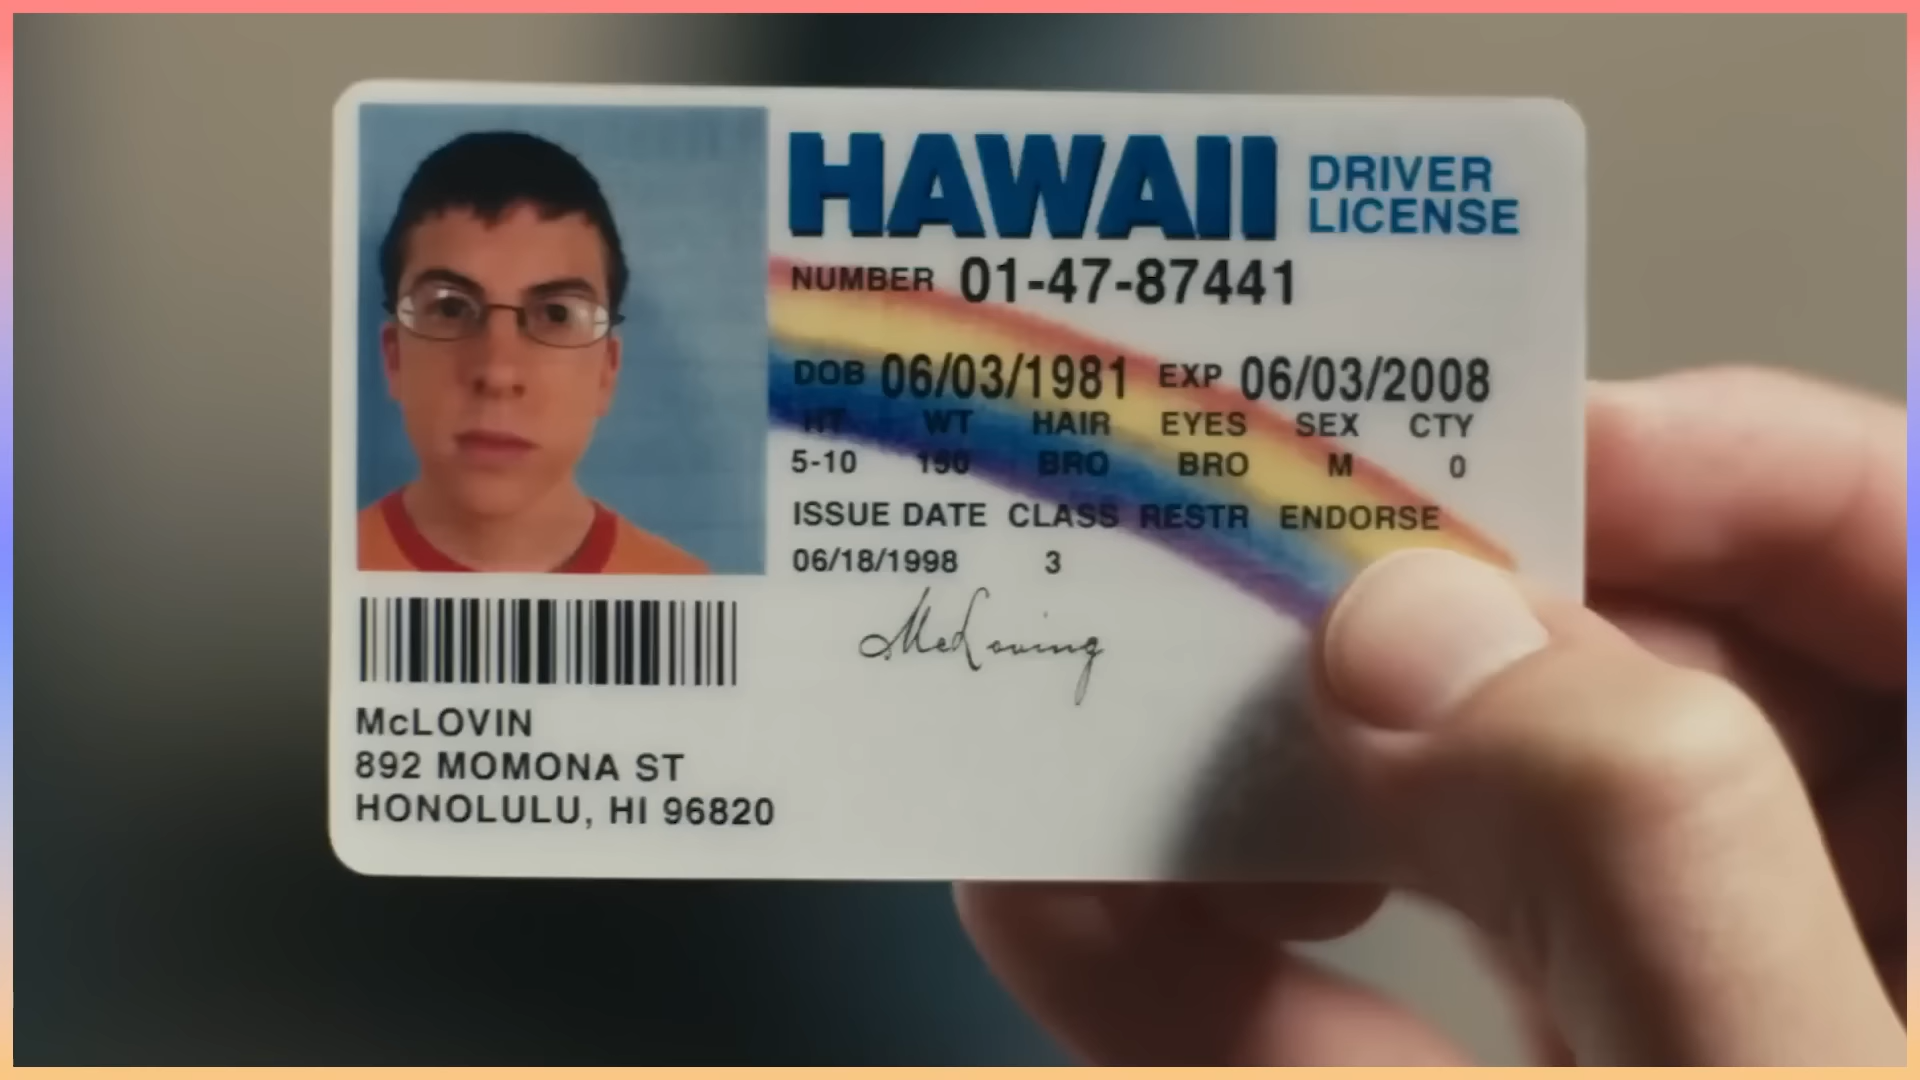 HAWAII DRIVER LICENSE
NUMBER 01-47-87441
DOB 06/03/1981 EXP 06/03/2008
HT WT HAIR EYES SEX CTY
5-10 150 BRO BRO M 0
ISSUE DATE CLASS RESTR ENDORSE
06/18/1998 3
McLoving
McLOVIN
892 MOMONA ST
HONOLULU, HI 96820